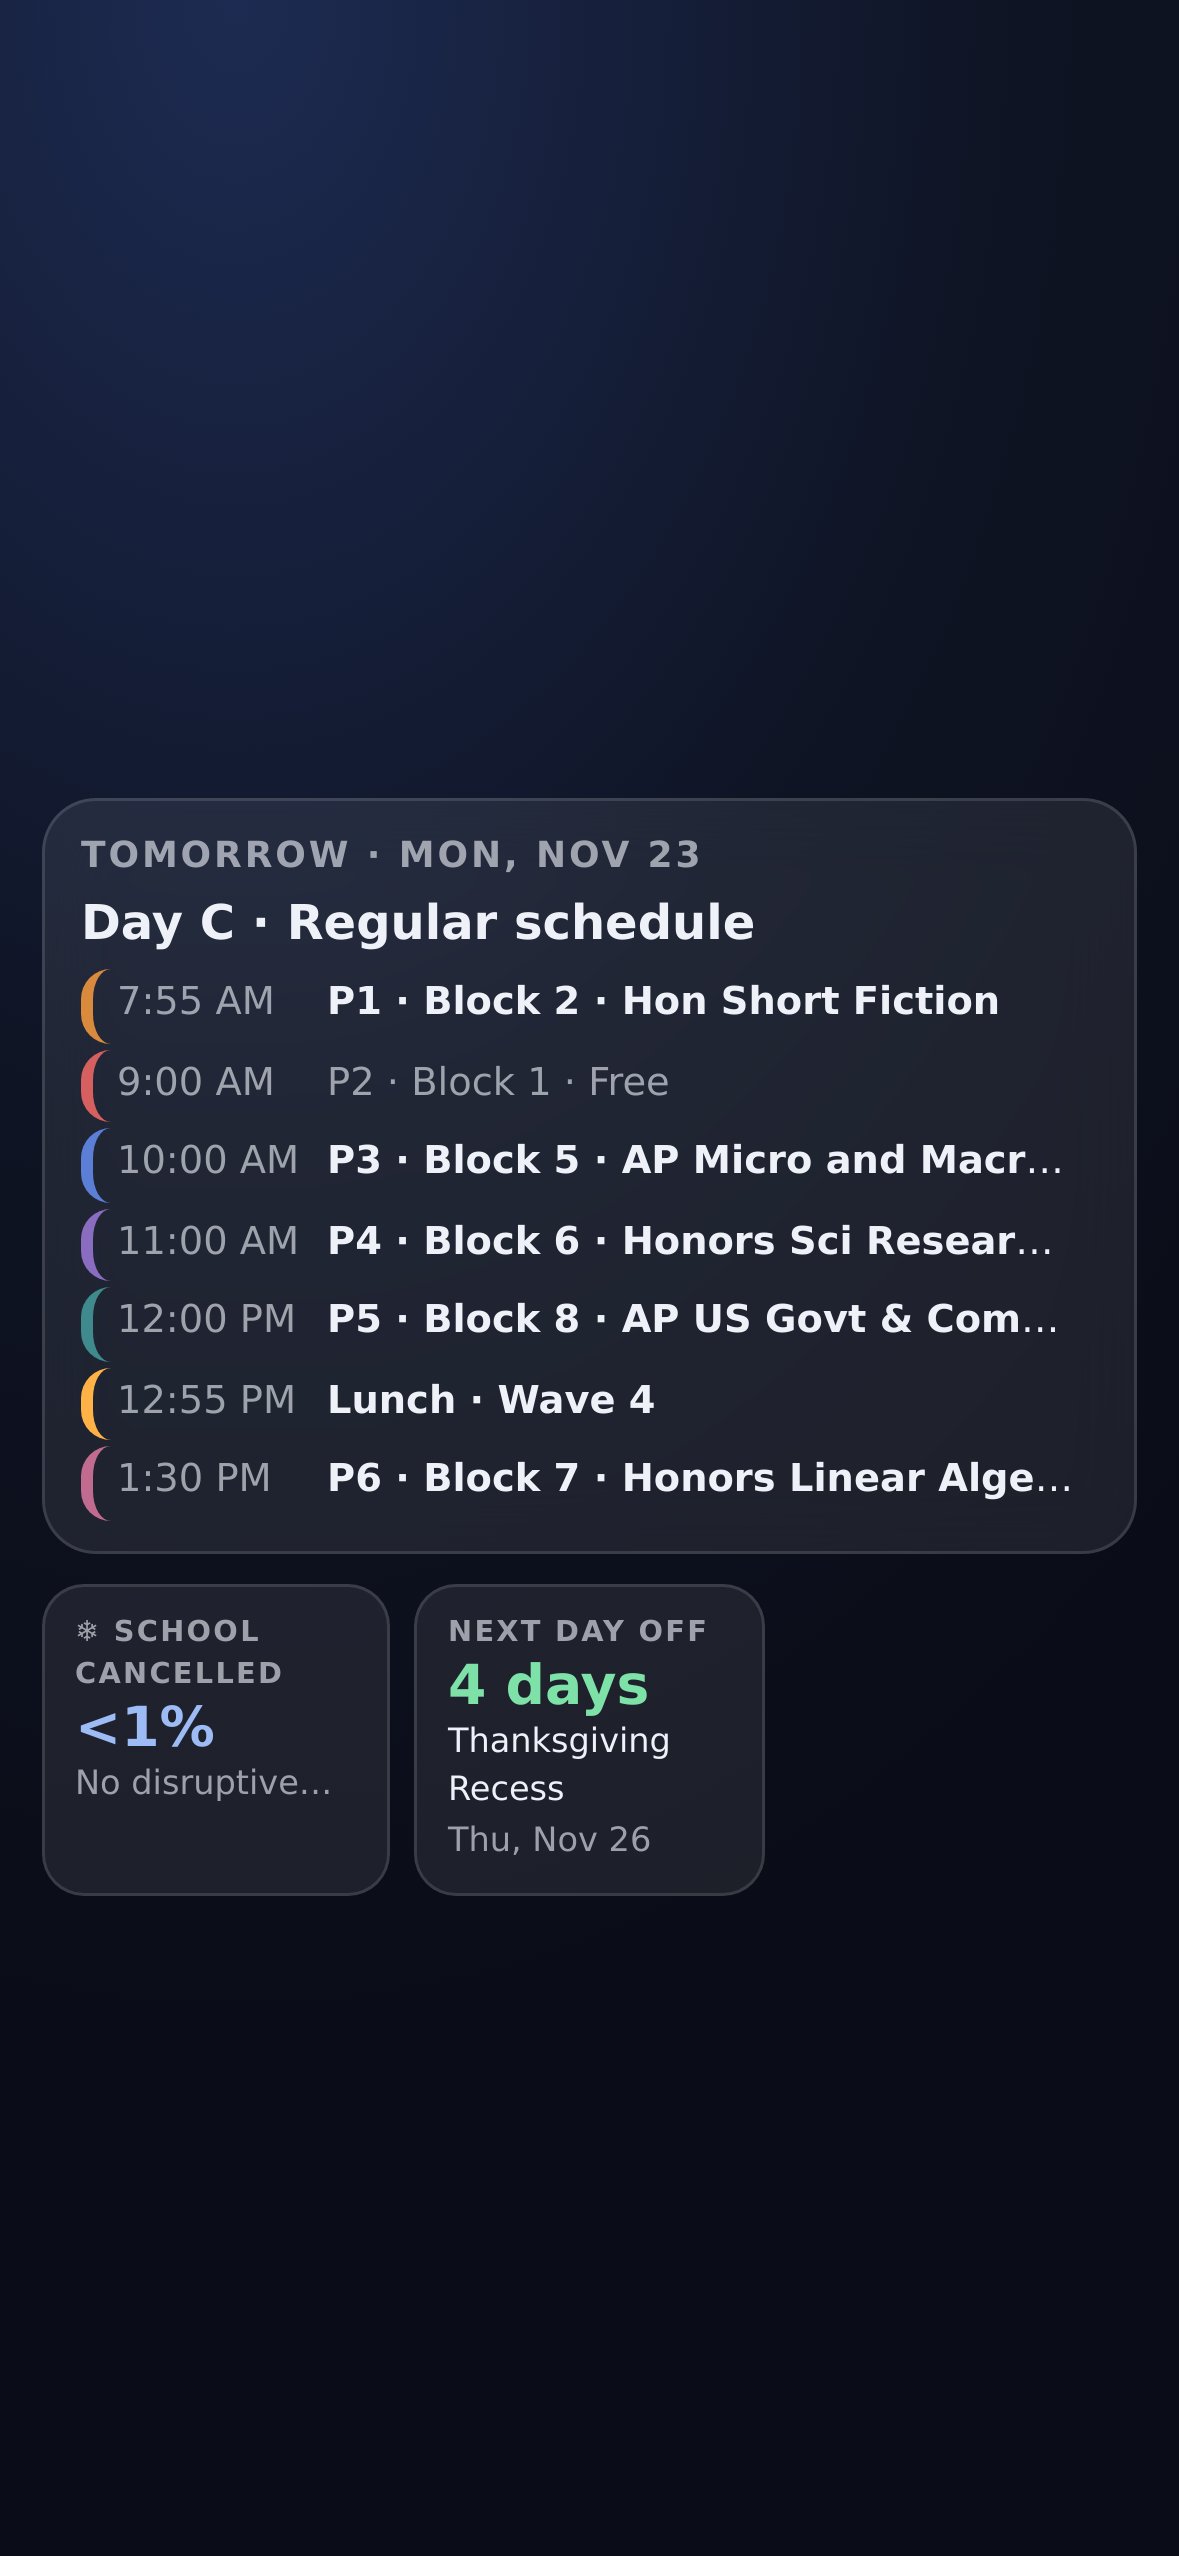 TOMORROW · MON, NOV 23
Day C · Regular schedule
7:55 AM P1 · Block 2 · Hon Short Fiction
9:00 AM P2 · Block 1 · Free
10:00 AM P3 · Block 5 · AP Micro and Macr...
11:00 AM P4 · Block 6 · Honors Sci Resear...
12:00 PM P5 · Block 8 · AP US Govt & Com...
12:55 PM Lunch · Wave 4
1:30 PM P6 · Block 7 · Honors Linear Alge...
❄ SCHOOL
CANCELLED
<1%
No disruptive...
NEXT DAY OFF
4 days
Thanksgiving
Recess
Thu, Nov 26